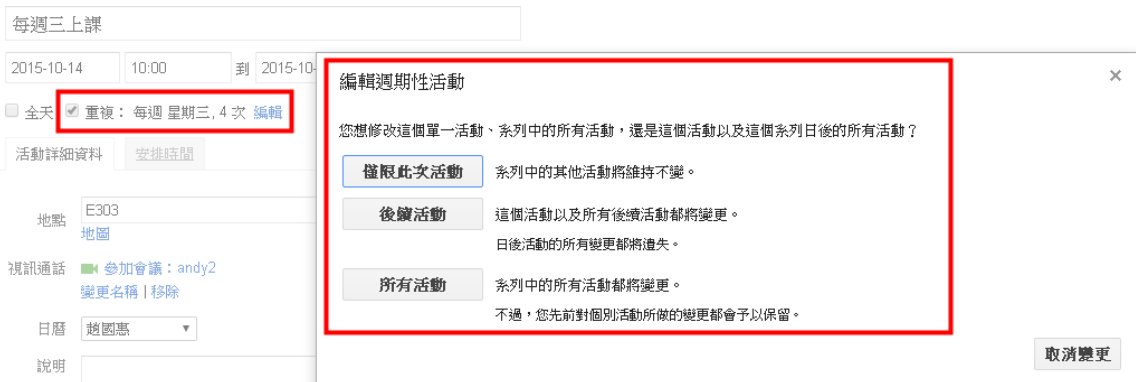 每週三上課
2015-10-14 10:00 到 2015-10-
全天 重複： 每週 星期三, 4 次 編輯
活動詳細資料 安排時間
地點 E303
地圖
視訊通話 參加會議：andy2
變更名稱 | 移除
日曆 趙國惠
說明
編輯週期性活動 ×
您想修改這個單一活動、系列中的所有活動，還是這個活動以及這個系列日後的所有活動？
僅限此次活動 系列中的其他活動將維持不變。
後續活動 這個活動以及所有後續活動都將變更。
日後活動的所有變更都將遺失。
所有活動 系列中的所有活動都將變更。
不過，您先前對個別活動所做的變更都會予以保留。
取消變更